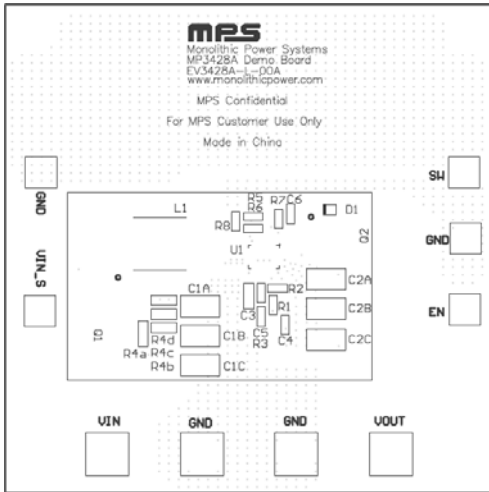 mps
Monolithic Power Systems
MP3428A Demo Board
EV3428A-L-00A
www.monolithicpower.com
MPS Confidential
For MPS Customer Use Only
Made in China
GND
SW
L1
R5
R6
R7
C6
D1
R8
Q2
GND
U1
VIN_S
C1A
R2
C2A
EN
C3
R1
C2B
Q1
R4d
C1B
C5
C4
R4a
R4c
R3
C2C
R4b
C1C
VIN
GND
GND
VOUT